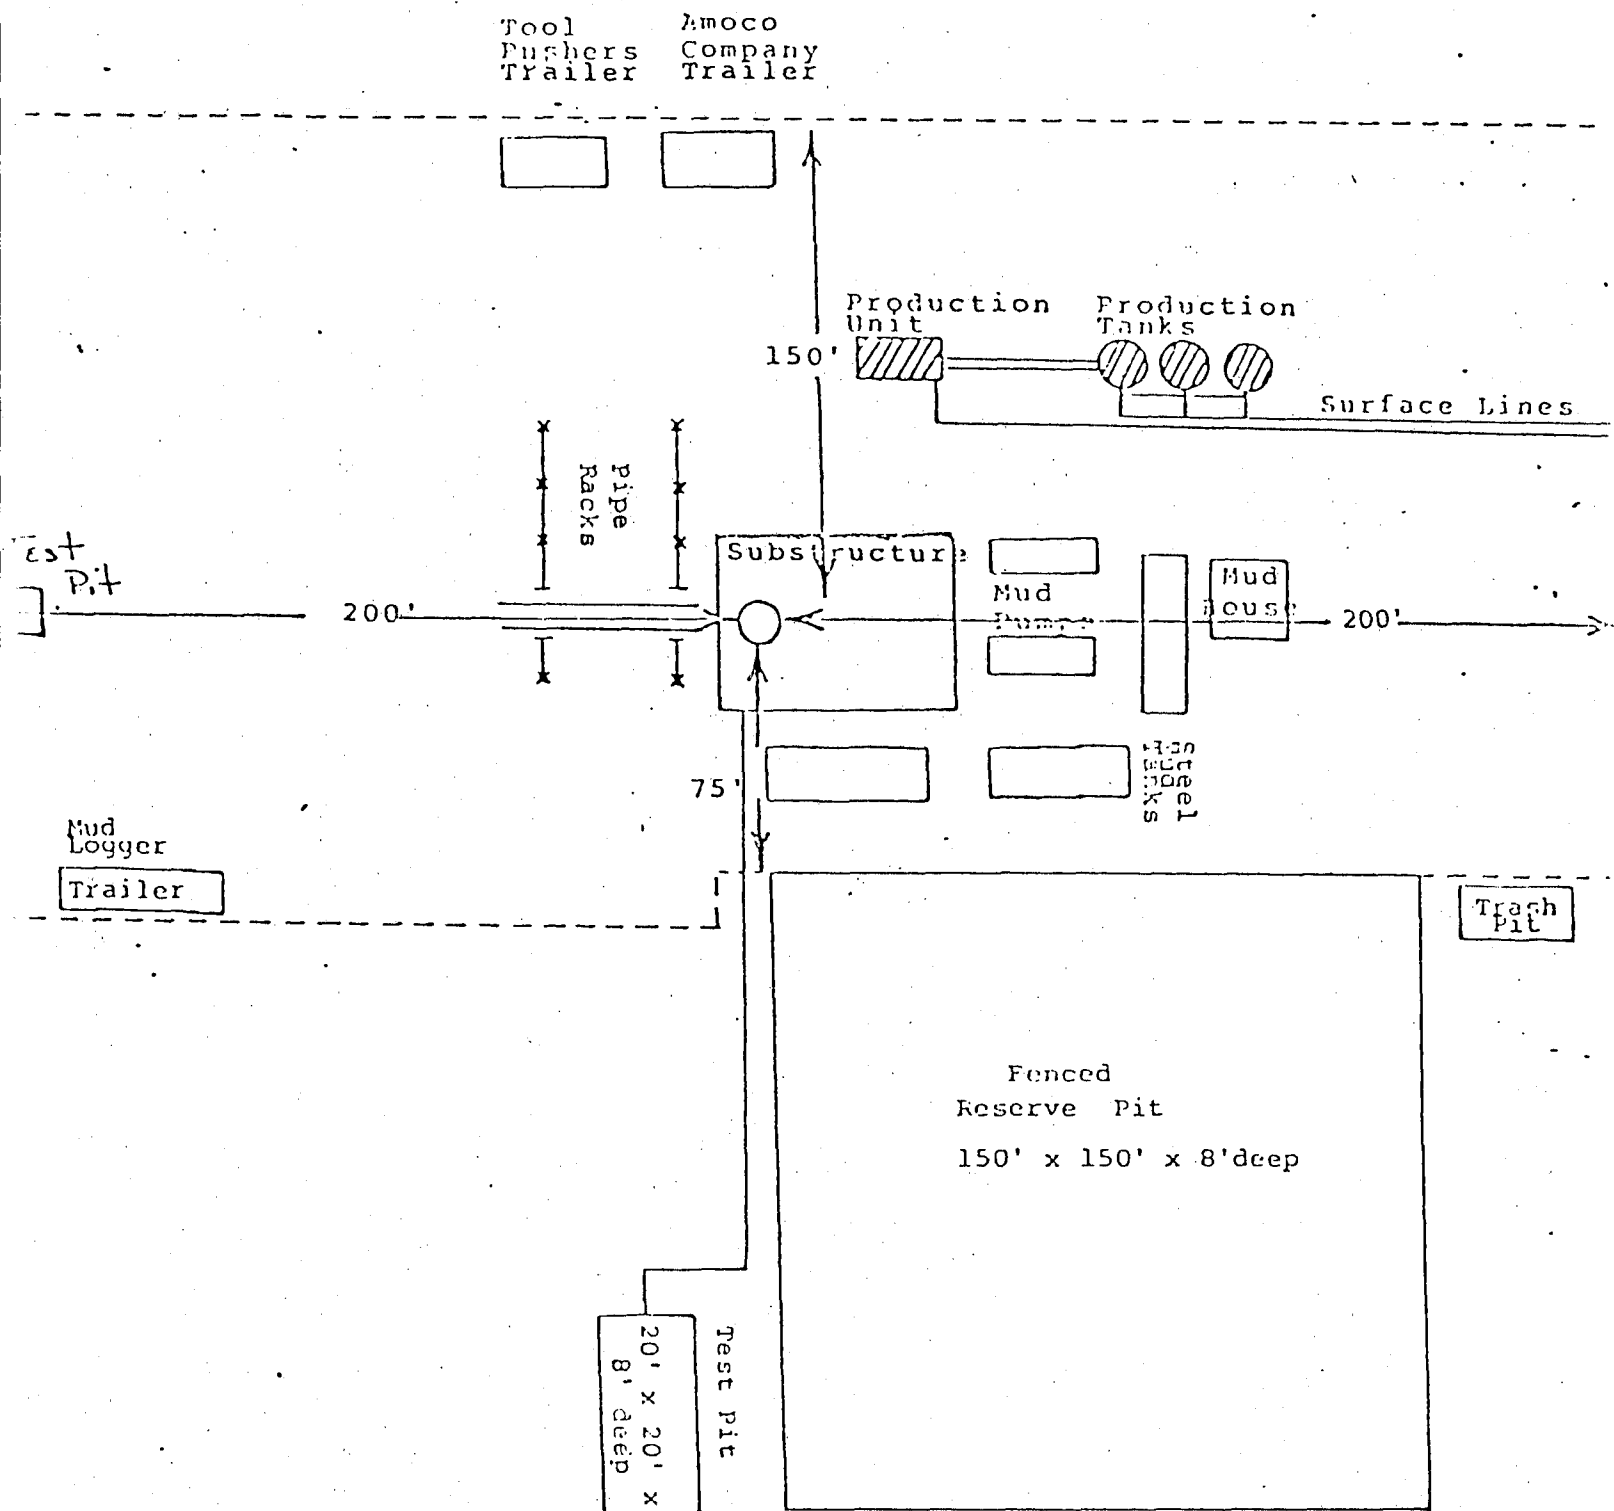 Tool
Pushers
Trailer
Amoco
Company
Trailer
Production
Unit
Production
Tanks
150'
Surface Lines
Pipe
Racks
Test
Pit
200'
Substructure
Mud
Pumps
Mud
House
200'
75'
Steel
Mud
Tanks
Mud
Logger
Trailer
Trash
Pit
Fenced
Reserve Pit
150' x 150' x 8'deep
Test Pit
20' x 20' x
8' deep